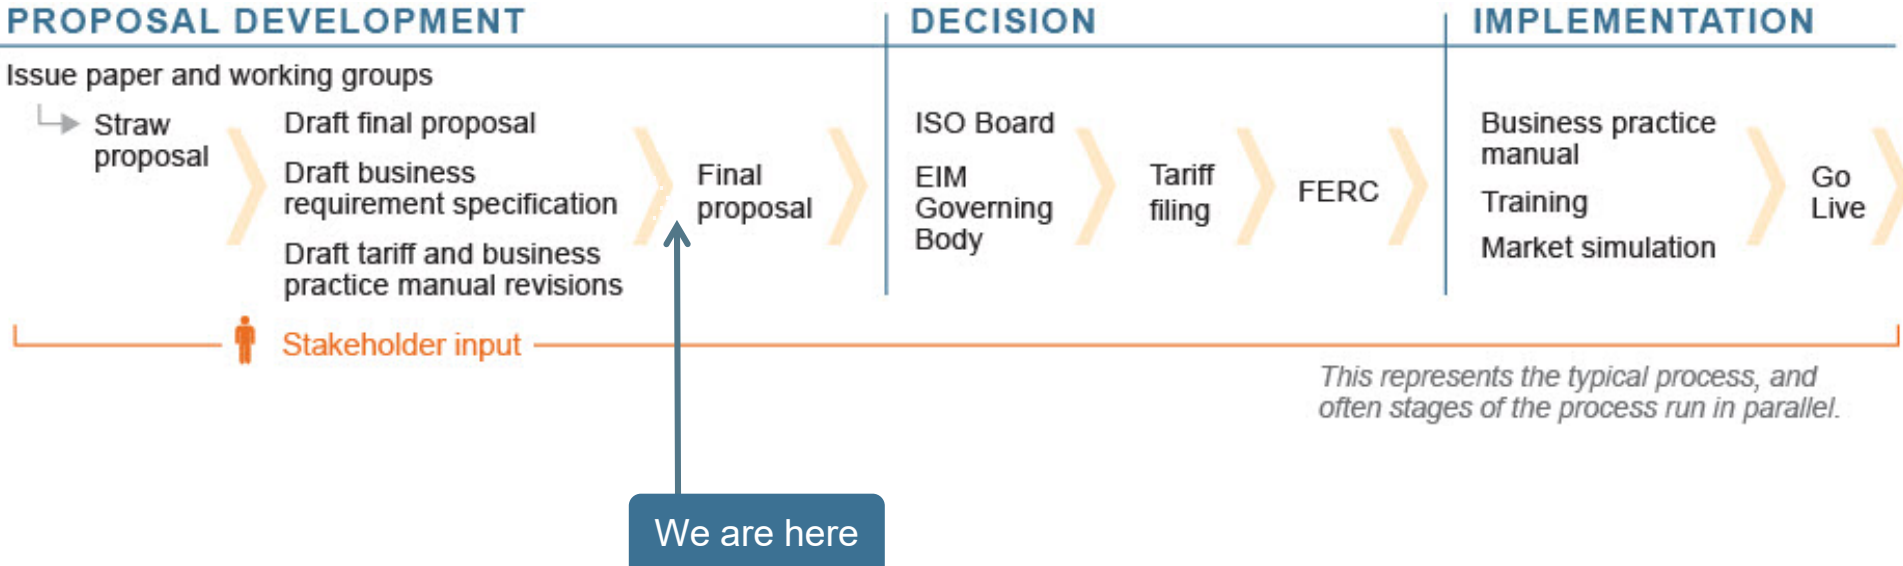 PROPOSAL DEVELOPMENT
Issue paper and working groups
Straw
proposal
Draft final proposal
Draft business
requirement specification
Draft tariff and business
practice manual revisions
Final
proposal
DECISION
ISO Board
EIM
Governing
Body
Tariff
filing
FERC
IMPLEMENTATION
Business practice
manual
Training
Market simulation
Go
Live
Stakeholder input
This represents the typical process, and
often stages of the process run in parallel.
We are here